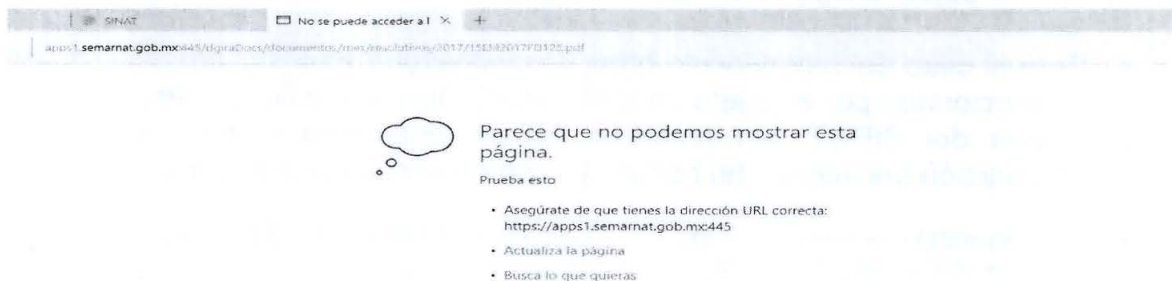 SINAT
No se puede acceder a l
apps1.semarnat.gob.mx:445/dgiraDocs/documentos/mex/resolutivos/2017/15EM2017FD125.pdf
Parece que no podemos mostrar esta
página.
Prueba esto
• Asegúrate de que tienes la dirección URL correcta:
https://apps1.semarnat.gob.mx:445
• Actualiza la página
• Busca lo que quieras